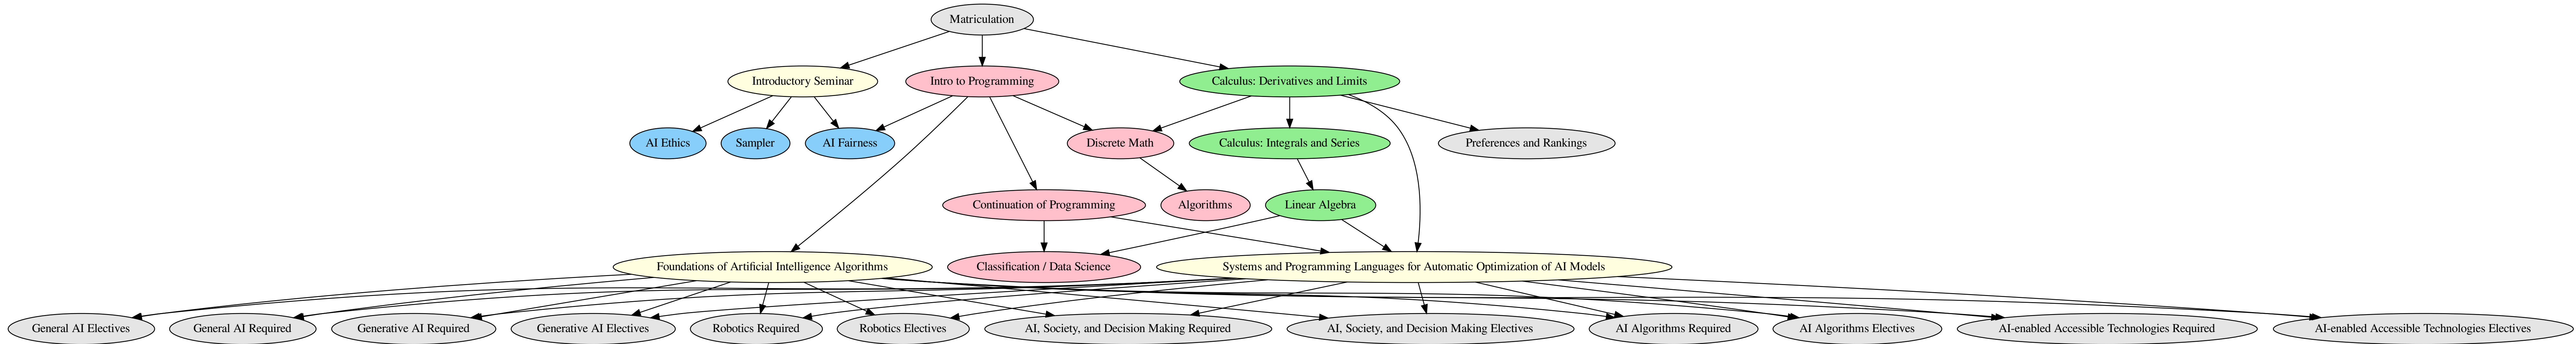 Matriculation
Introductory Seminar
Intro to Programming
Calculus: Derivatives and Limits
AI Ethics
Sampler
AI Fairness
Discrete Math
Calculus: Integrals and Series
Preferences and Rankings
Continuation of Programming
Algorithms
Linear Algebra
Foundations of Artificial Intelligence Algorithms
Classification / Data Science
Systems and Programming Languages for Automatic Optimization of AI Models
General AI Electives
General AI Required
Generative AI Required
Generative AI Electives
Robotics Required
Robotics Electives
AI, Society, and Decision Making Required
AI, Society, and Decision Making Electives
AI Algorithms Required
AI Algorithms Electives
AI-enabled Accessible Technologies Required
AI-enabled Accessible Technologies Electives